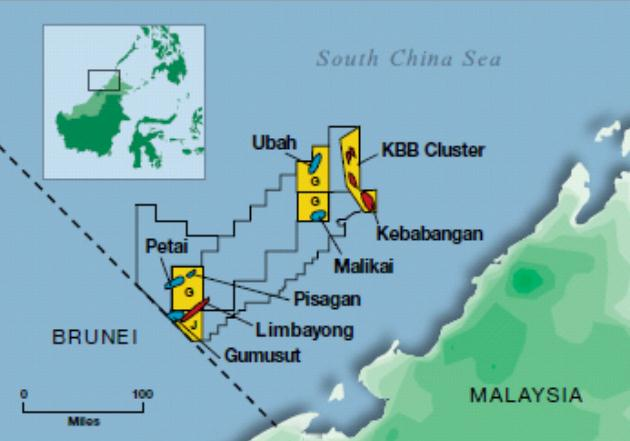 South China Sea
Ubah
KBB Cluster
G
G
Kebabangan
Petai
Malikai
G
Pisagan
J
Limbayong
BRUNEI
Gumusut
0
100
Miles
MALAYSIA